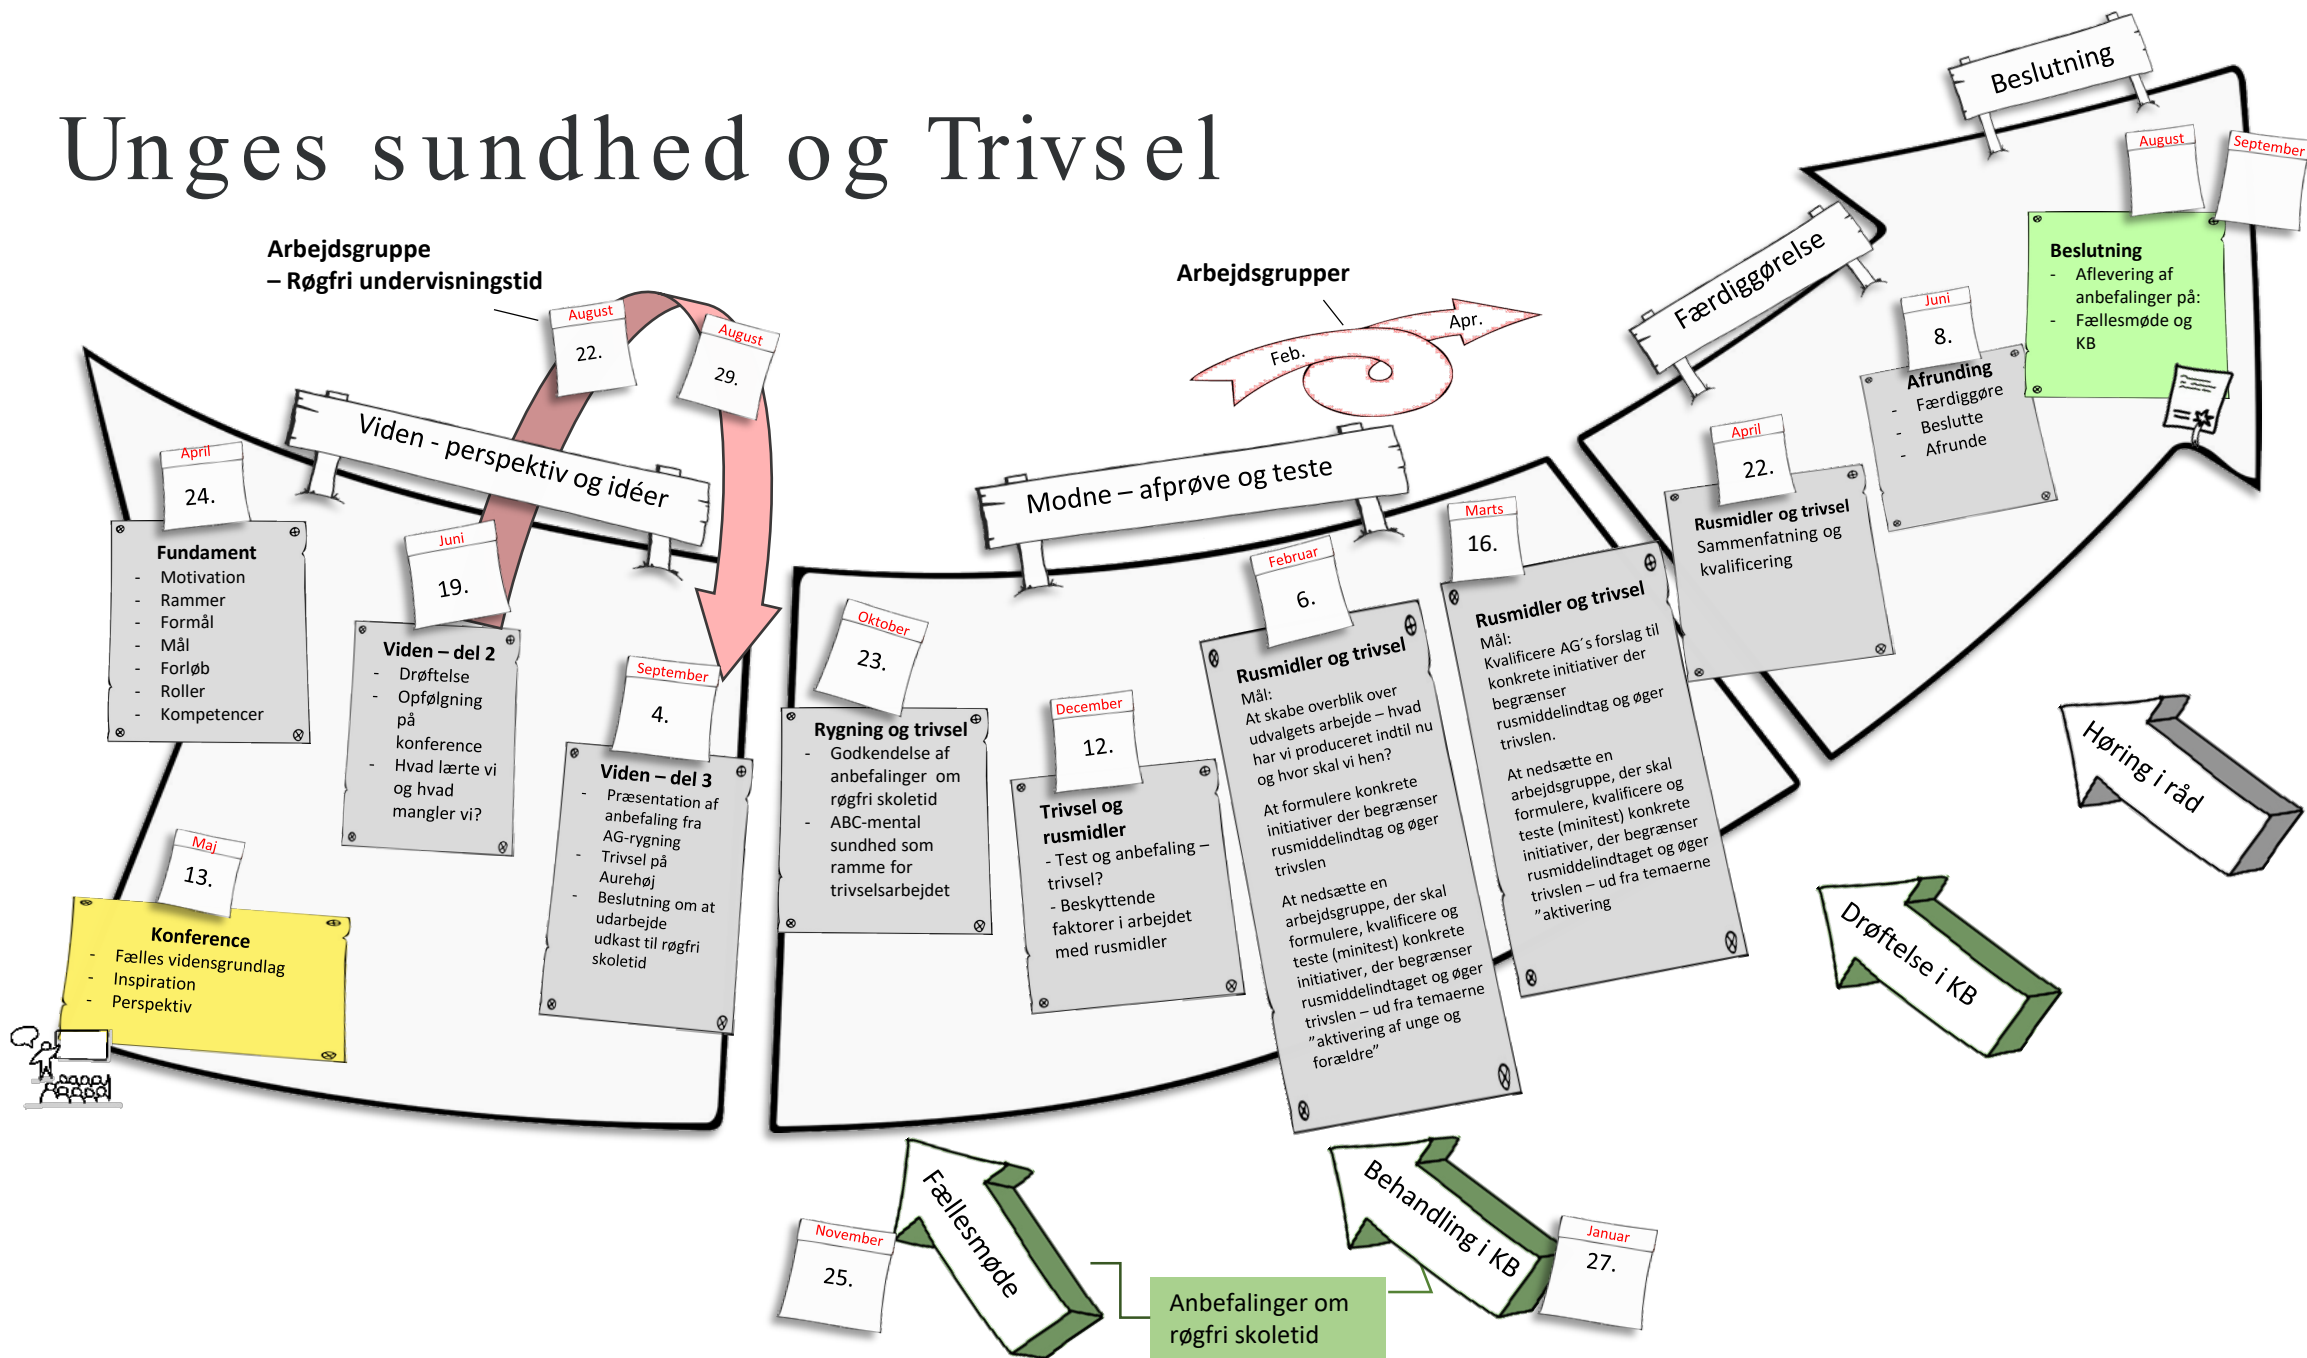 Unges sundhed og Trivsel
Arbejdsgruppe
– Røgfri undervisningstid
August
22.
August
29.
Viden - perspektiv og idéer
April
24.
Fundament
- Motivation
- Rammer
- Formål
- Mål
- Forløb
- Roller
- Kompetencer
Maj
13.
Konference
- Fælles vidensgrundlag
- Inspiration
- Perspektiv
Juni
19.
Viden – del 2
- Drøftelse
- Opfølgning
på
konference
- Hvad lærte vi
og hvad
mangler vi?
September
4.
Viden – del 3
- Præsentation af
anbefaling fra
AG-rygning
- Trivsel på
Aurehøj
- Beslutning om at
udarbejde
udkast til røgfri
skoletid
Arbejdsgrupper
Feb.
Apr.
Modne – afprøve og teste
Oktober
23.
Rygning og trivsel
- Godkendelse af
anbefalinger om
røgfri skoletid
- ABC-mental
sundhed som
ramme for
trivselsarbejdet
December
12.
Trivsel og
rusmidler
- Test og anbefaling –
trivsel?
- Beskyttende
faktorer i arbejdet
med rusmidler
Februar
6.
Rusmidler og trivsel
Mål:
At skabe overblik over
udvalgets arbejde – hvad
har vi produceret indtil nu
og hvor skal vi hen?
At formulere konkrete
initiativer der begrænser
rusmiddelindtag og øger
trivslen
At nedsætte en
arbejdsgruppe, der skal
formulere, kvalificere og
teste (minitest) konkrete
initiativer, der begrænser
rusmiddelindtaget og øger
trivslen – ud fra temaerne
”aktivering af unge og
forældre”
Marts
16.
Rusmidler og trivsel
Mål:
Kvalificere AG´s forslag til
konkrete initiativer der
begrænser
rusmiddelindtag og øger
trivslen.
At nedsætte en
arbejdsgruppe, der skal
formulere, kvalificere og
teste (minitest) konkrete
initiativer, der begrænser
rusmiddelindtaget og øger
trivslen – ud fra temaerne
”aktivering
Færdiggørelse
April
22.
Rusmidler og trivsel
Sammenfatning og
kvalificering
Juni
8.
Afrunding
- Færdiggøre
- Beslutte
- Afrunde
Beslutning
August
September
Beslutning
- Aflevering af
anbefalinger på:
- Fællesmøde og
KB
Høring i råd
Drøftelse i KB
November
25.
Fællesmøde
Behandling i KB
Januar
27.
Anbefalinger om
røgfri skoletid